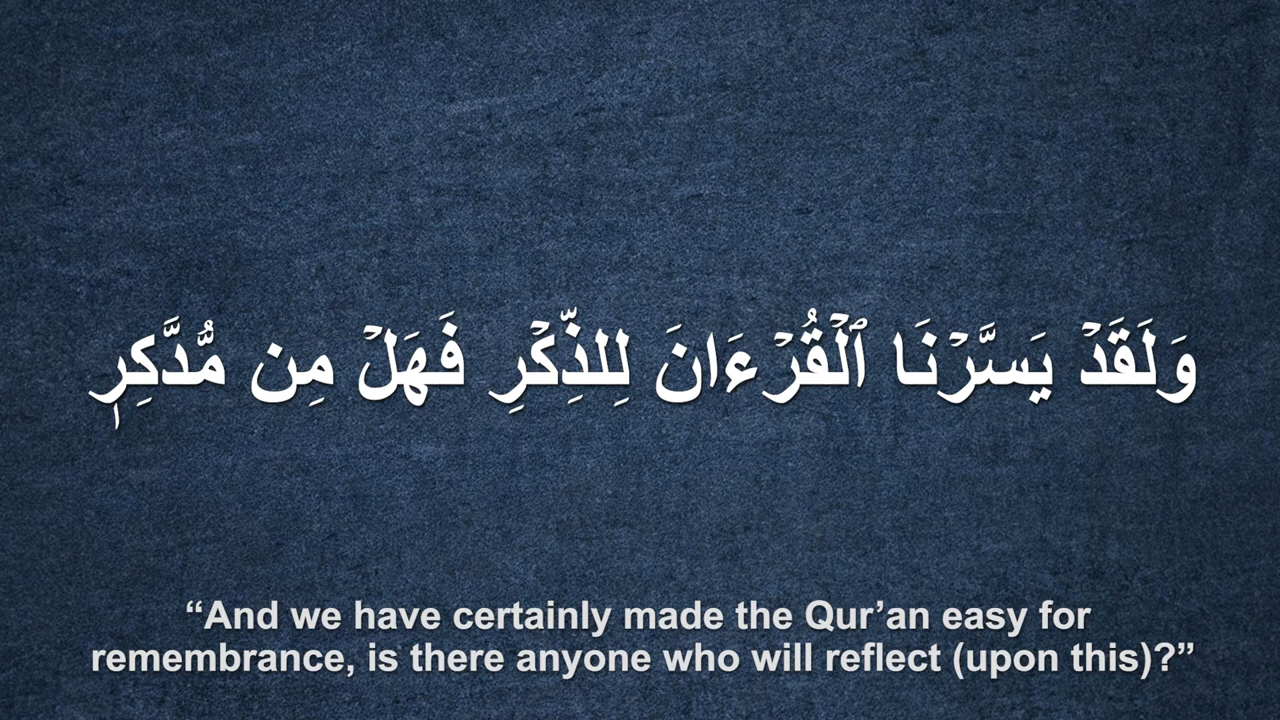 وَلَقَدۡ يَسَّرۡنَا ٱلۡقُرۡءَانَ لِلذِّكۡرِ فَهَلۡ مِن مُّدَّكِرٖ
“And we have certainly made the Qur’an easy for
remembrance, is there anyone who will reflect (upon this)?”